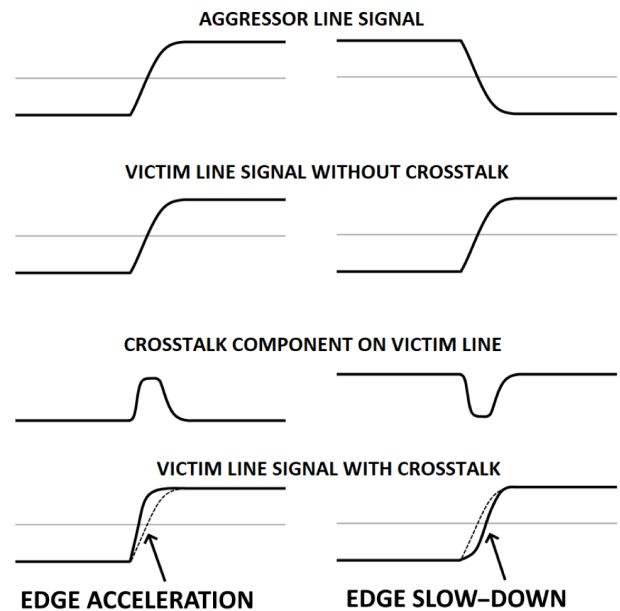 AGGRESSOR LINE SIGNAL
VICTIM LINE SIGNAL WITHOUT CROSSTALK
CROSSTALK COMPONENT ON VICTIM LINE
VICTIM LINE SIGNAL WITH CROSSTALK
EDGE ACCELERATION
EDGE SLOW–DOWN